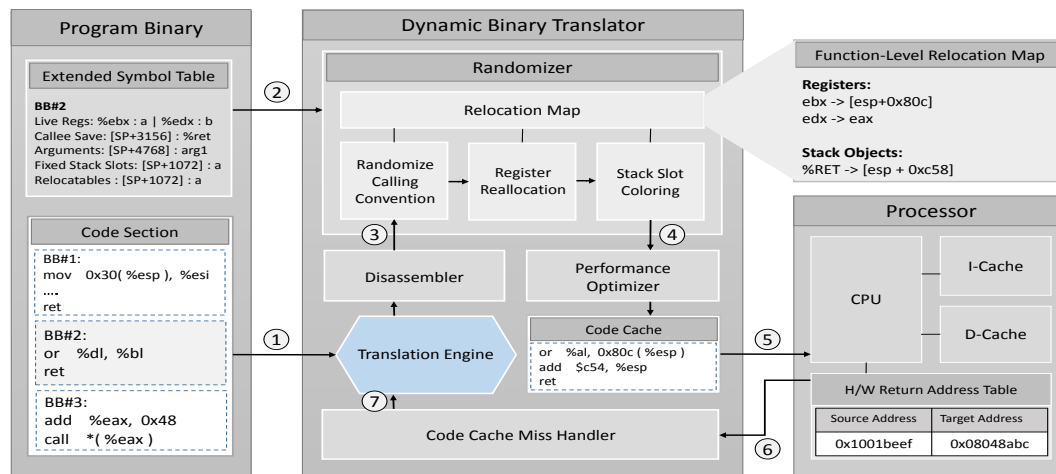 Program Binary
Extended Symbol Table
BB#2
Live Regs: %ebx : a | %edx : b
Callee Save: [SP+3156] : %ret
Arguments: [SP+4768] : arg1
Fixed Stack Slots: [SP+1072] : a
Relocatables : [SP+1072] : a
Code Section
BB#1:
mov 0x30( %esp ), %esi
....
ret
BB#2:
or %dl, %bl
ret
BB#3:
add %eax, 0x48
call *( %eax )
2
1
Dynamic Binary Translator
Randomizer
Relocation Map
Randomize
Calling
Convention
Register
Reallocation
Stack Slot
Coloring
3
4
Disassembler
Performance
Optimizer
Translation Engine
Code Cache
or %al, 0x80c ( %esp )
add $c54, %esp
ret
7
Code Cache Miss Handler
5
6
Function-Level Relocation Map
Registers:
ebx -> [esp+0x80c]
edx -> eax
Stack Objects:
%RET -> [esp + 0xc58]
Processor
CPU
I-Cache
D-Cache
H/W Return Address Table
Source Address Target Address
0x1001beef 0x08048abc